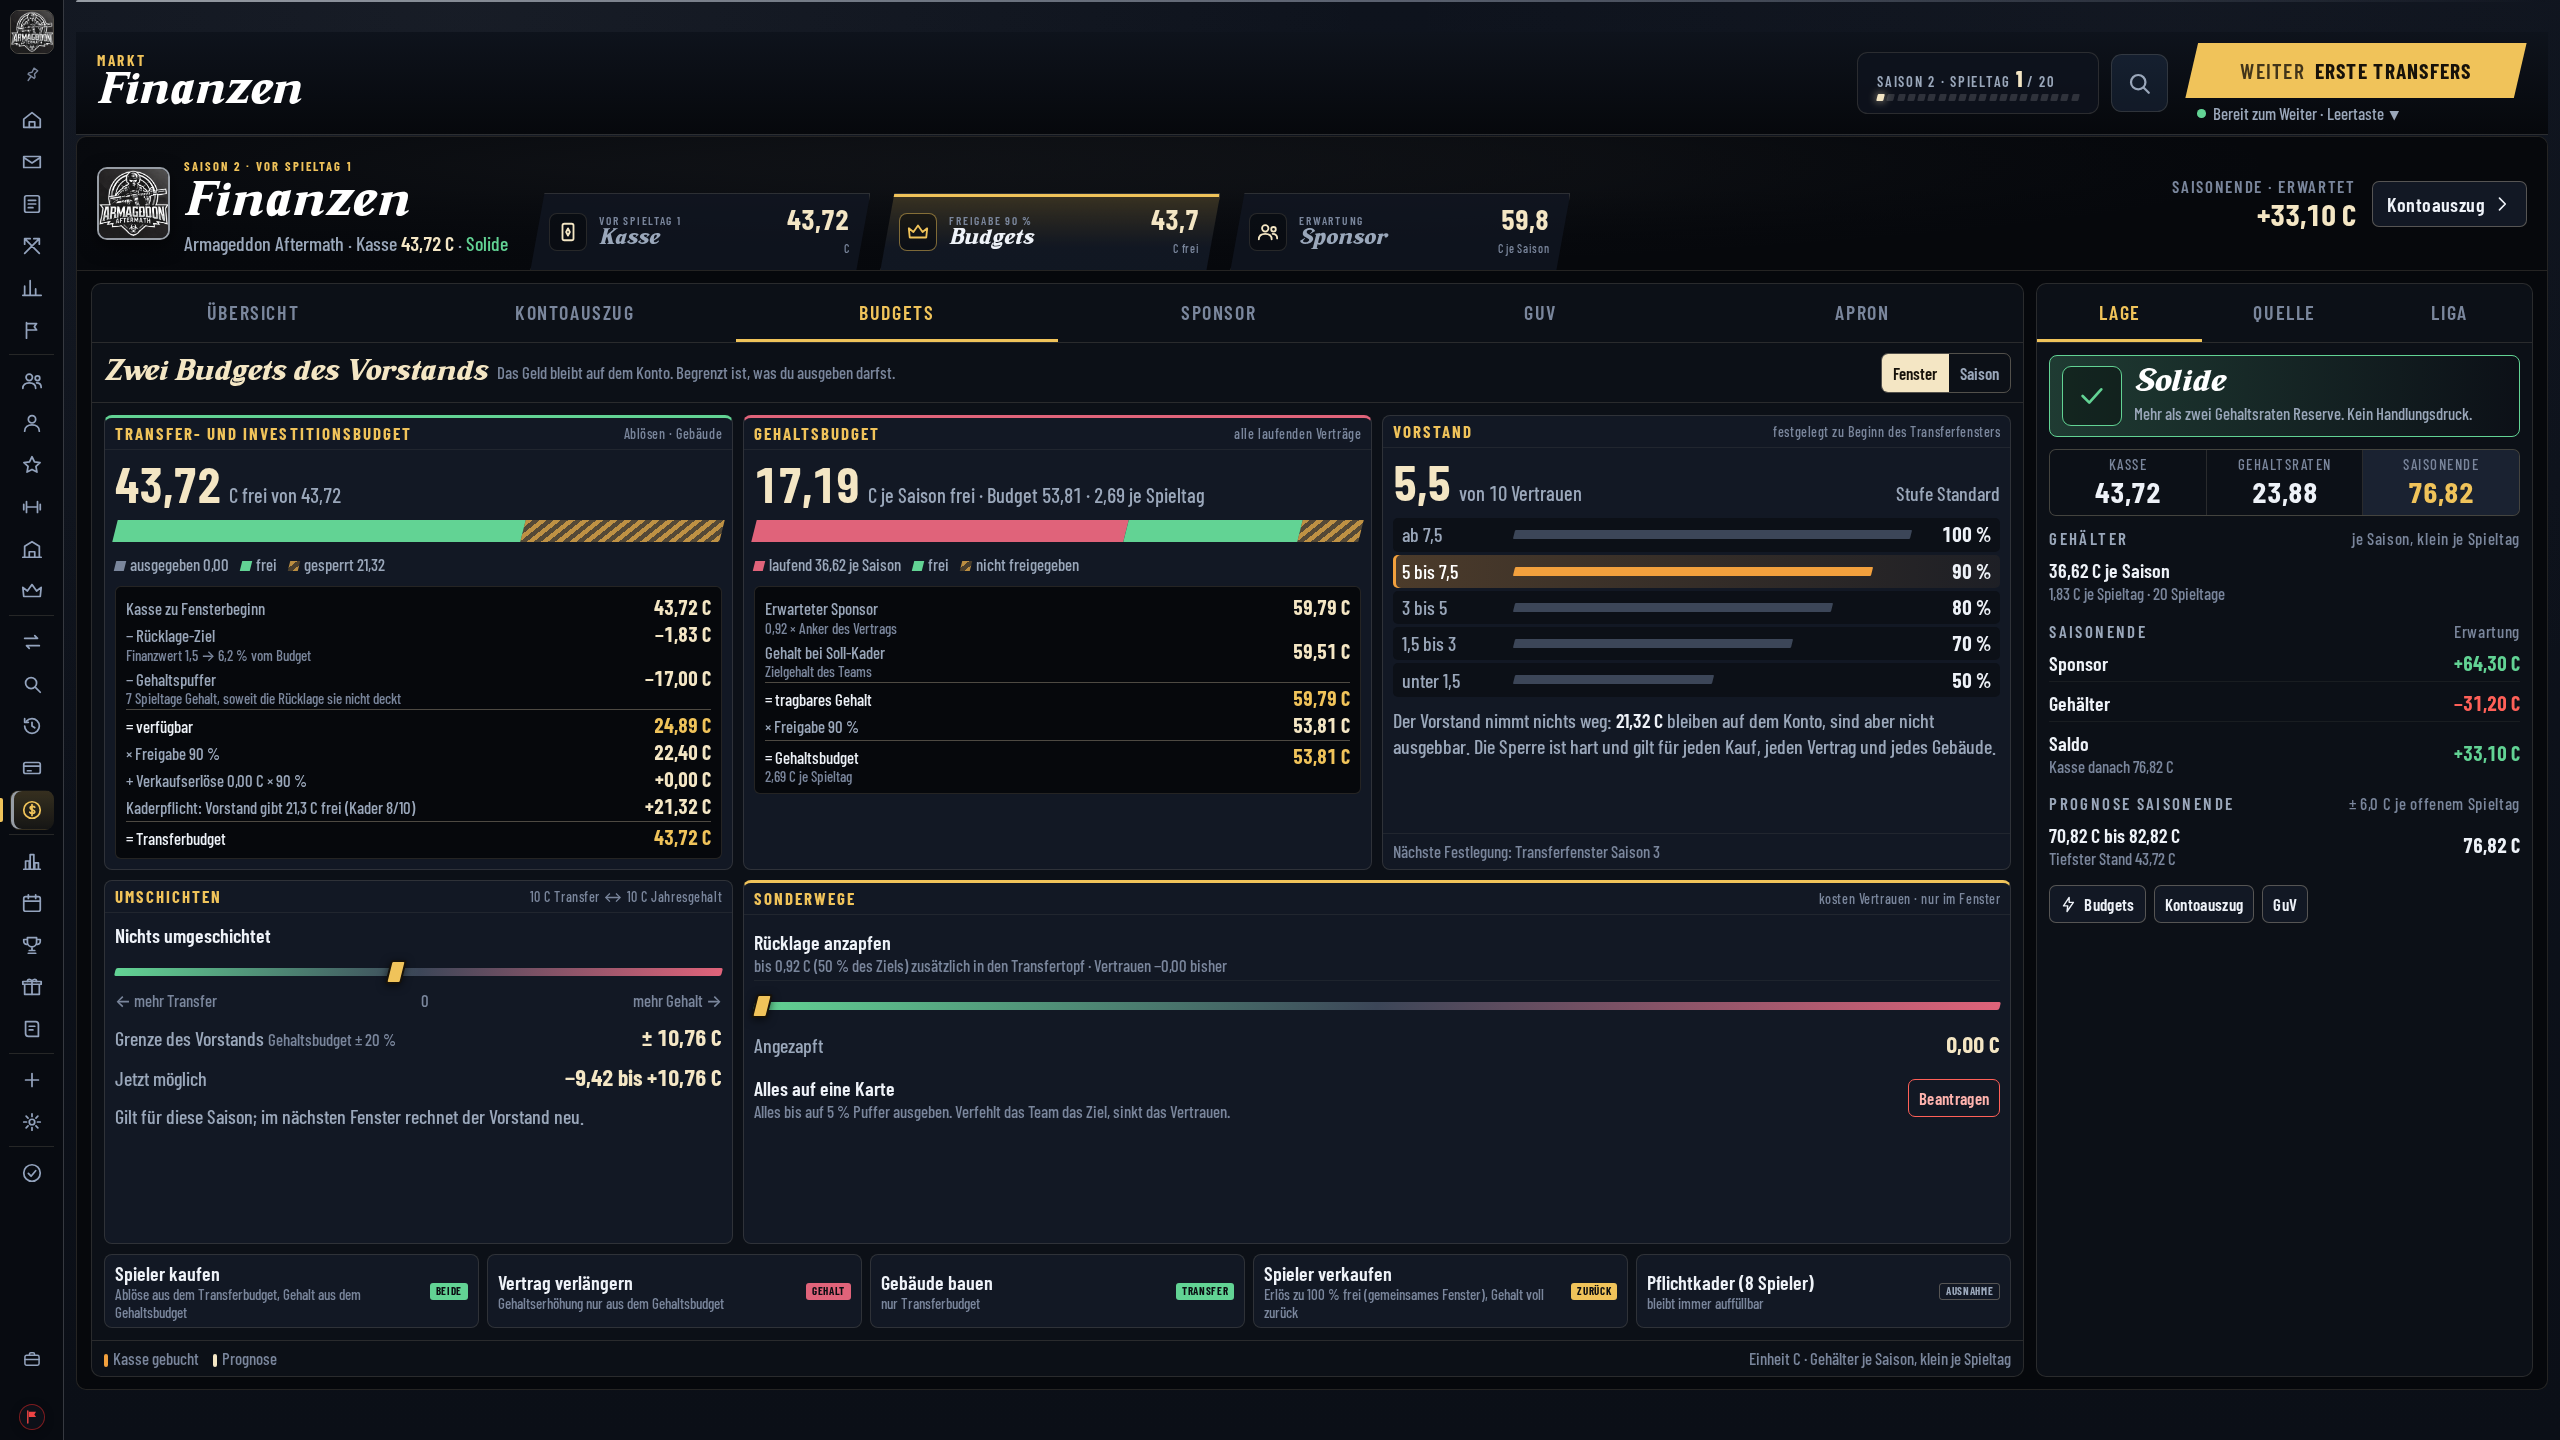 MARKT
Finanzen
SAISON 2 · SPIELTAG 1 / 20
WEITER ERSTE TRANSFERS
Bereit zum Weiter · Leertaste ▼
ARMAGEDDON
AFTERMATH
SAISON 2 · VOR SPIELTAG 1
Finanzen
Armageddon Aftermath · Kasse 43,72 C · Solide
VOR SPIELTAG 1
Kasse
43,72
C
FREIGABE 90 %
Budgets
43,7
C frei
ERWARTUNG
Sponsor
59,8
C je Saison
SAISONENDE · ERWARTET
+33,10 C
Kontoauszug
ÜBERSICHT
KONTOAUSZUG
BUDGETS
SPONSOR
GUV
APRON
Zwei Budgets des Vorstands Das Geld bleibt auf dem Konto. Begrenzt ist, was du ausgeben darfst.
Fenster Saison
TRANSFER- UND INVESTITIONSBUDGET Ablösen · Gebäude
43,72 C frei von 43,72
ausgegeben 0,00 frei gesperrt 21,32
Kasse zu Fensterbeginn 43,72 C
– Rücklage-Ziel −1,83 C
Finanzwert 1,5 → 6,2 % vom Budget
– Gehaltspuffer −17,00 C
7 Spieltage Gehalt, soweit die Rücklage sie nicht deckt
= verfügbar 24,89 C
× Freigabe 90 % 22,40 C
+ Verkaufserlöse 0,00 C × 90 % +0,00 C
Kaderpflicht: Vorstand gibt 21,3 C frei (Kader 8/10) +21,32 C
= Transferbudget 43,72 C
GEHALTSBUDGET alle laufenden Verträge
17,19 C je Saison frei · Budget 53,81 · 2,69 je Spieltag
laufend 36,62 je Saison frei nicht freigegeben
Erwarteter Sponsor 59,79 C
0,92 × Anker des Vertrags
Gehalt bei Soll-Kader 59,51 C
Zielgehalt des Teams
= tragbares Gehalt 59,79 C
× Freigabe 90 % 53,81 C
= Gehaltsbudget 53,81 C
2,69 C je Spieltag
VORSTAND festgelegt zu Beginn des Transferfensters
5,5 von 10 Vertrauen Stufe Standard
ab 7,5 100 %
5 bis 7,5 90 %
3 bis 5 80 %
1,5 bis 3 70 %
unter 1,5 50 %
Der Vorstand nimmt nichts weg: 21,32 C bleiben auf dem Konto, sind aber nicht
ausgebbar. Die Sperre ist hart und gilt für jeden Kauf, jeden Vertrag und jedes Gebäude.
Nächste Festlegung: Transferfenster Saison 3
UMSCHICHTEN 10 C Transfer ↔ 10 C Jahresgehalt
Nichts umgeschichtet
← mehr Transfer 0 mehr Gehalt →
Grenze des Vorstands Gehaltsbudget ± 20 % ± 10,76 C
Jetzt möglich −9,42 bis +10,76 C
Gilt für diese Saison; im nächsten Fenster rechnet der Vorstand neu.
SONDERWEGE kosten Vertrauen · nur im Fenster
Rücklage anzapfen
bis 0,92 C (50 % des Ziels) zusätzlich in den Transfertopf · Vertrauen −0,00 bisher
Angezapft 0,00 C
Alles auf eine Karte
Alles bis auf 5 % Puffer ausgeben. Verfehlt das Team das Ziel, sinkt das Vertrauen.
Beantragen
Spieler kaufen
Ablöse aus dem Transferbudget, Gehalt aus dem
Gehaltsbudget
BEIDE
Vertrag verlängern
Gehaltserhöhung nur aus dem Gehaltsbudget
GEHALT
Gebäude bauen
nur Transferbudget
TRANSFER
Spieler verkaufen
Erlös zu 100 % frei (gemeinsames Fenster), Gehalt voll
zurück
ZURÜCK
Pflichtkader (8 Spieler)
bleibt immer auffüllbar
AUSNAHME
Kasse gebucht Prognose
Einheit C · Gehälter je Saison, klein je Spieltag
LAGE
QUELLE
LIGA
Solide
Mehr als zwei Gehaltsraten Reserve. Kein Handlungsdruck.
KASSE
43,72
GEHALTSRATEN
23,88
SAISONENDE
76,82
GEHÄLTER je Saison, klein je Spieltag
36,62 C je Saison
1,83 C je Spieltag · 20 Spieltage
SAISONENDE Erwartung
Sponsor +64,30 C
Gehälter −31,20 C
Saldo +33,10 C
Kasse danach 76,82 C
PROGNOSE SAISONENDE ± 6,0 C je offenem Spieltag
70,82 C bis 82,82 C 76,82 C
Tiefster Stand 43,72 C
Budgets
Kontoauszug
GuV